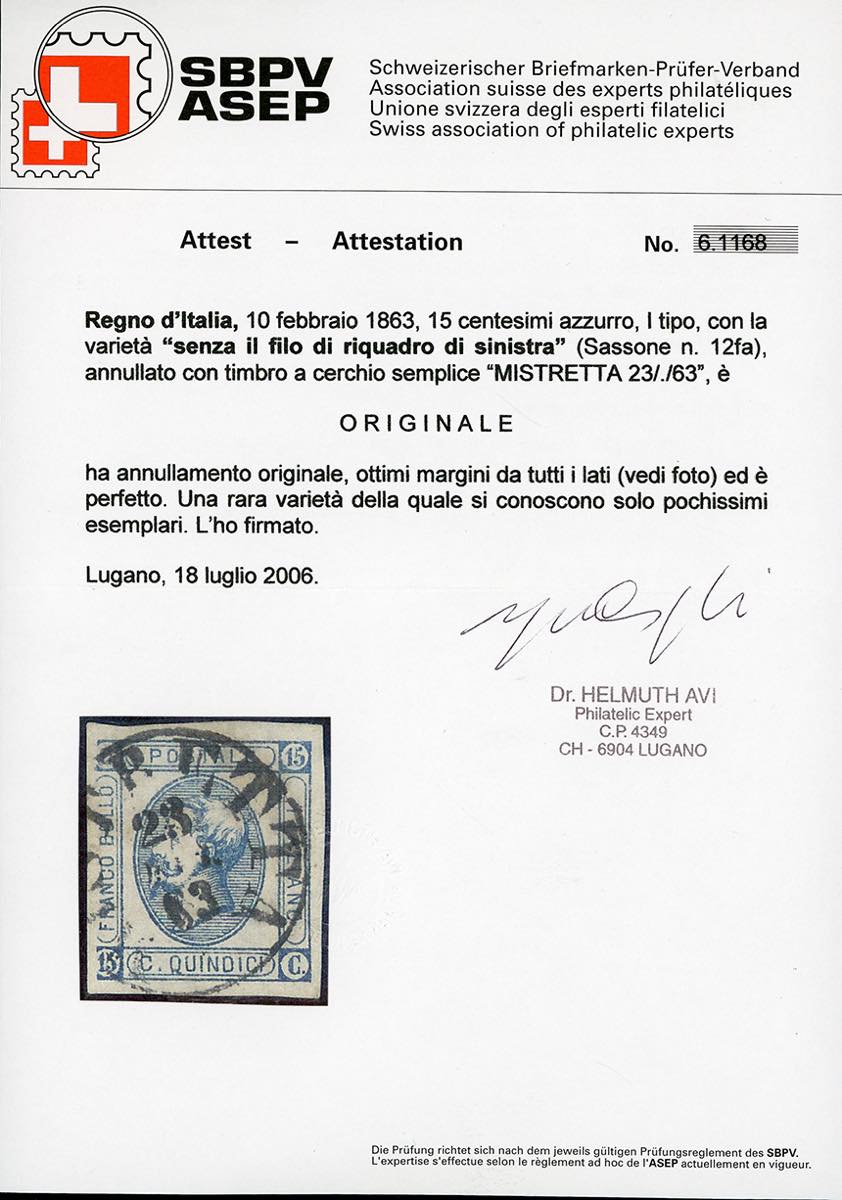 SBPV
ASEP
Schweizerischer Briefmarken-Prüfer-Verband
Association suisse des experts philatéliques
Unione svizzera degli esperti filatelici
Swiss association of philatelic experts
Attest – Attestation No. 6.1168
Regno d'Italia, 10 febbraio 1863, 15 centesimi azzurro, I tipo, con la
varietà “senza il filo di riquadro di sinistra” (Sassone n. 12fa),
annullato con timbro a cerchio semplice “MISTRETTA 23/./63”, è
ORIGINALE
ha annullamento originale, ottimi margini da tutti i lati (vedi foto) ed è
perfetto. Una rara varietà della quale si conoscono solo pochissimi
esemplari. L'ho firmato.
Lugano, 18 luglio 2006.
Dr. HELMUTH AVI
Philatelic Expert
C.P. 4349
CH - 6904 LUGANO
15
FRANCO BOLLO
23
63
15 C. QUINDICI C.
Die Prüfung richtet sich nach dem jeweils gültigen Prüfungsreglement des SBPV.
L'expertise s'effectue selon le règlement ad hoc de l'ASEP actuellement en vigueur.